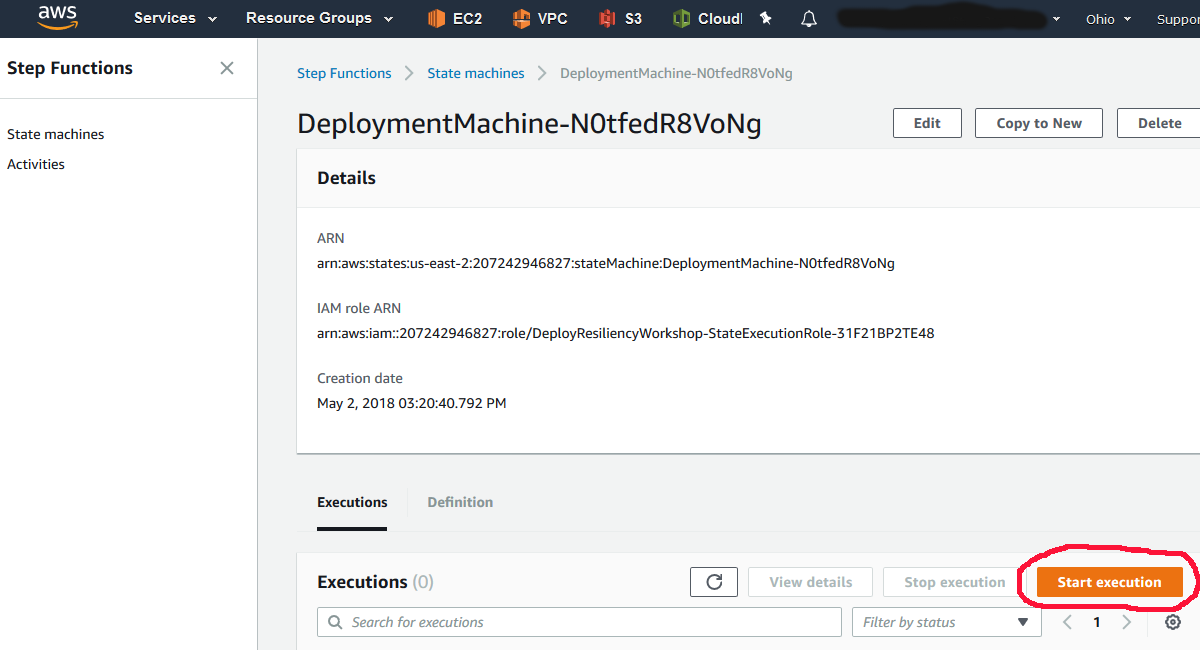 aws Services Resource Groups EC2 VPC S3 Cloudl Ohio Suppor
Step Functions
State machines
Activities
Step Functions State machines DeploymentMachine-N0tfedR8VoNg
DeploymentMachine-N0tfedR8VoNg Edit Copy to New Delete
Details
ARN
arn:aws:states:us-east-2:207242946827:stateMachine:DeploymentMachine-N0tfedR8VoNg
IAM role ARN
arn:aws:iam::207242946827:role/DeployResiliencyWorkshop-StateExecutionRole-31F21BP2TE48
Creation date
May 2, 2018 03:20:40.792 PM
Executions Definition
Executions (0) View details Stop execution Start execution
Search for executions Filter by status 1